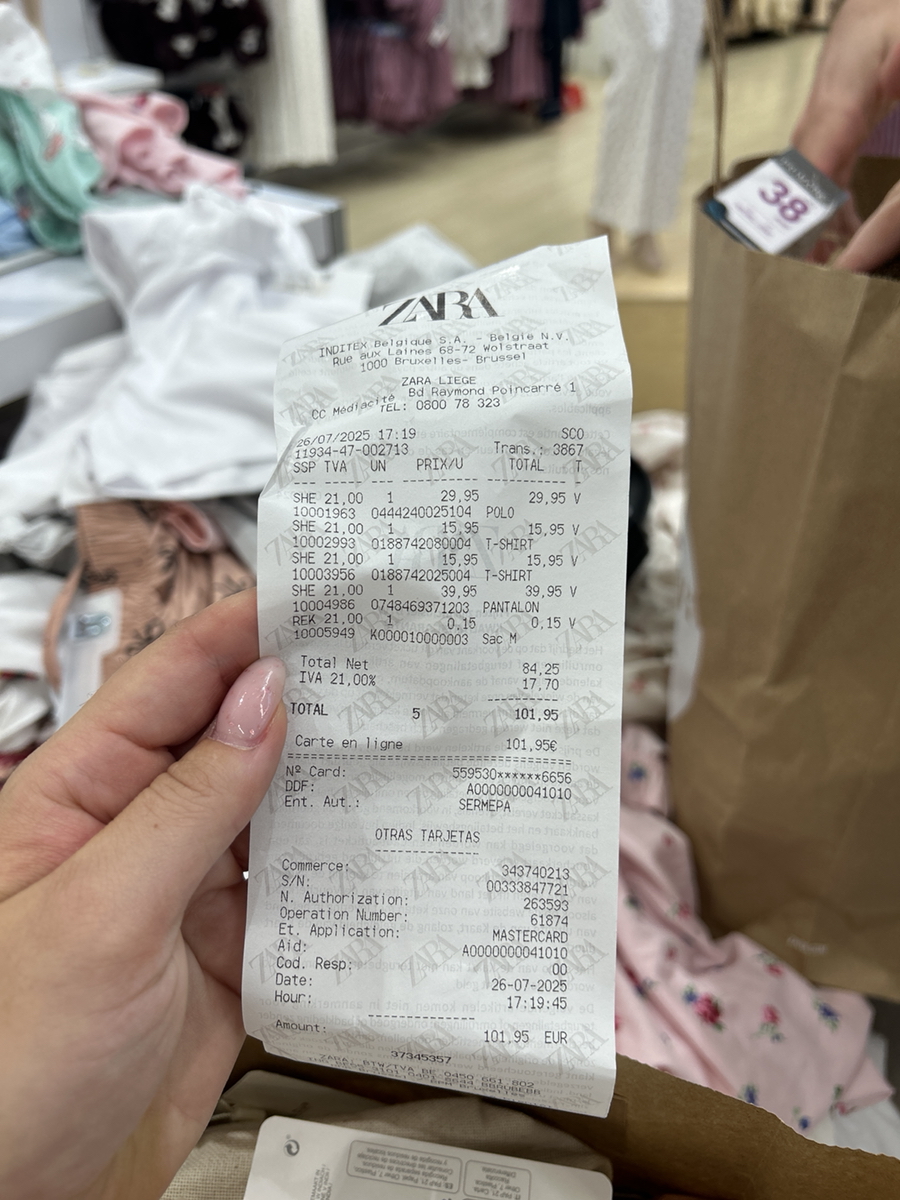 38
ZARA
INDITEX Belgique S.A. - Belgie N.V.
Rue aux Laines 68-72 Wolstraat
1000 Bruxelles- Brussel
ZARA LIEGE
CC Médiacité Bd Raymond Poincarré 1
TEL: 0800 78 323
26/07/2025 17:19 SCO
11934-47-002713 Trans.: 3867
SSP TVA UN PRIX/U TOTAL T
SHE 21,00 1 29,95 29,95 V
10001963 0444240025104 POLO
SHE 21,00 1 15,95 15,95 V
10002993 0188742080004 T-SHIRT
SHE 21,00 1 15,95 15,95 V
10003956 0188742025004 T-SHIRT
SHE 21,00 1 39,95 39,95 V
10004986 0748469371203 PANTALON
REK 21,00 1 0,15 0,15 V
10005949 K000010000003 Sac M
Total Net 84,25
IVA 21,00% 17,70
TOTAL 5 101,95
Carte en ligne 101,95€
Nº Card: 559530******6656
DDF: A0000000041010
Ent. Aut.: SERMEPA
OTRAS TARJETAS
Commerce: 343740213
S/N: 00333847721
N. Authorization: 263593
Operation Number: 61874
Et. Application: MASTERCARD
Aid: A0000000041010
Cod. Resp: 00
Date: 26-07-2025
Hour: 17:19:45
Amount: 101,95 EUR
37345357
ZARA, BTW/TVA BE 0450 661 802